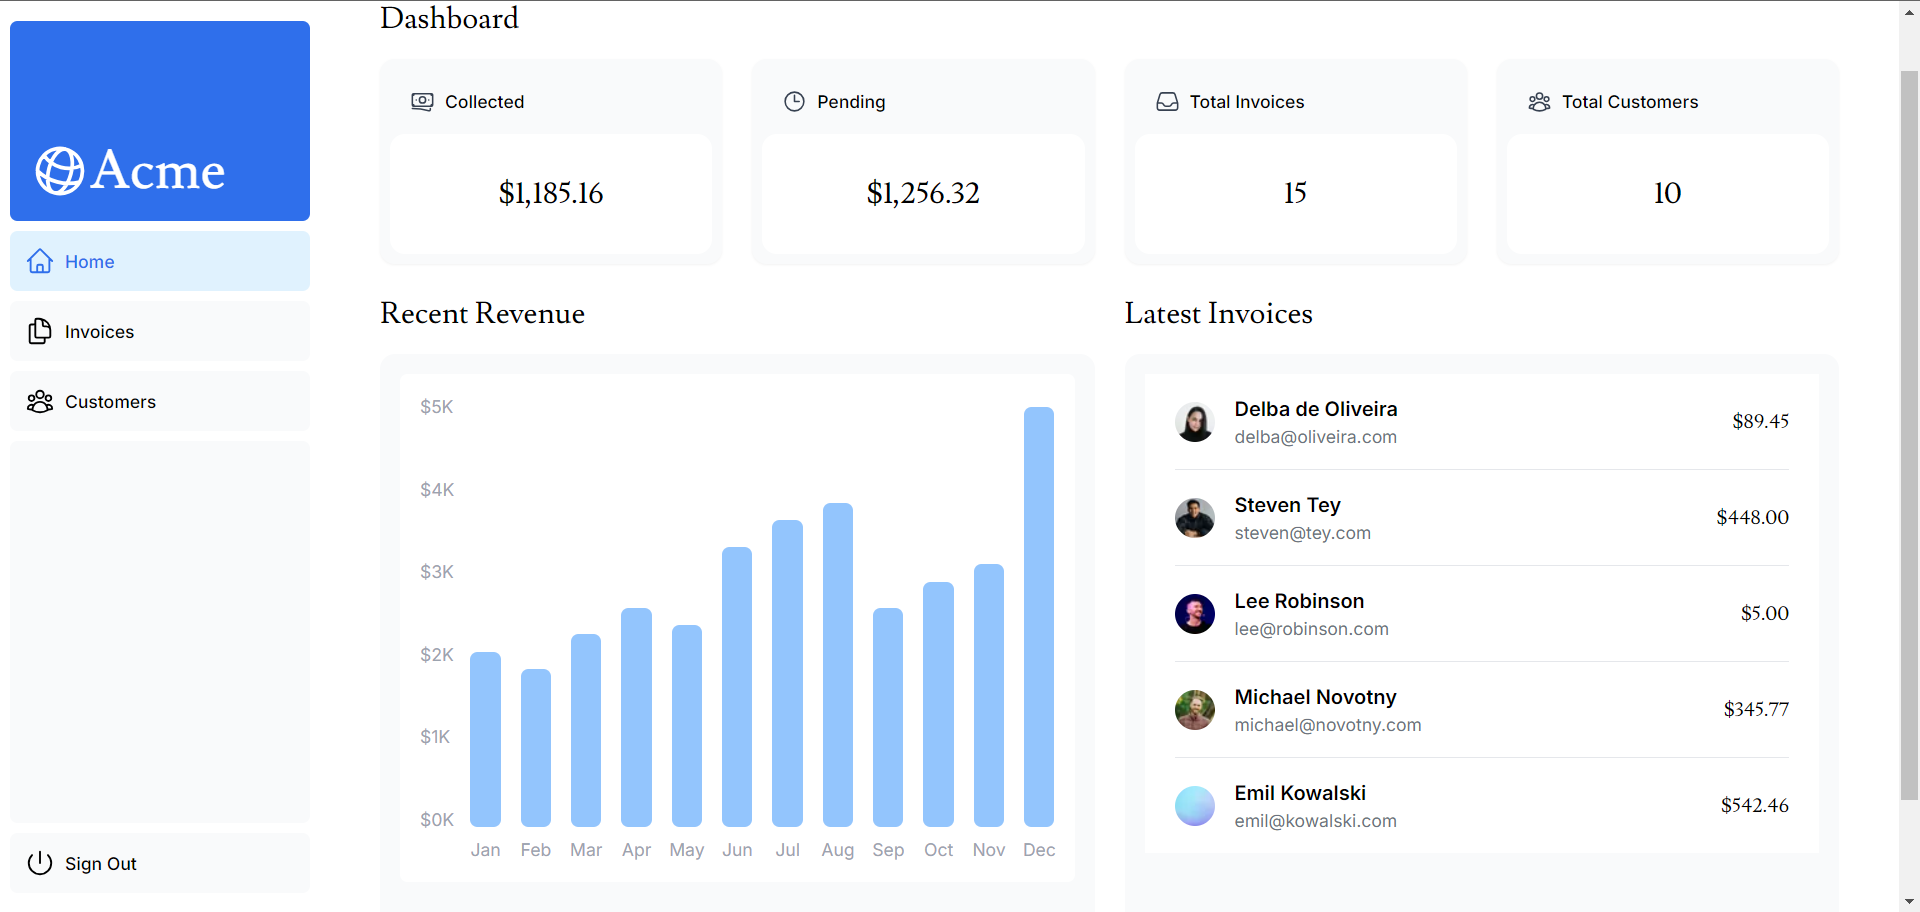 Acme
Home
Invoices
Customers
Sign Out
Dashboard
Collected
$1,185.16
Pending
$1,256.32
Total Invoices
15
Total Customers
10
Recent Revenue
$5K
$4K
$3K
$2K
$1K
$0K
Jan Feb Mar Apr May Jun Jul Aug Sep Oct Nov Dec
Latest Invoices
Delba de Oliveira
delba@oliveira.com
$89.45
Steven Tey
steven@tey.com
$448.00
Lee Robinson
lee@robinson.com
$5.00
Michael Novotny
michael@novotny.com
$345.77
Emil Kowalski
emil@kowalski.com
$542.46